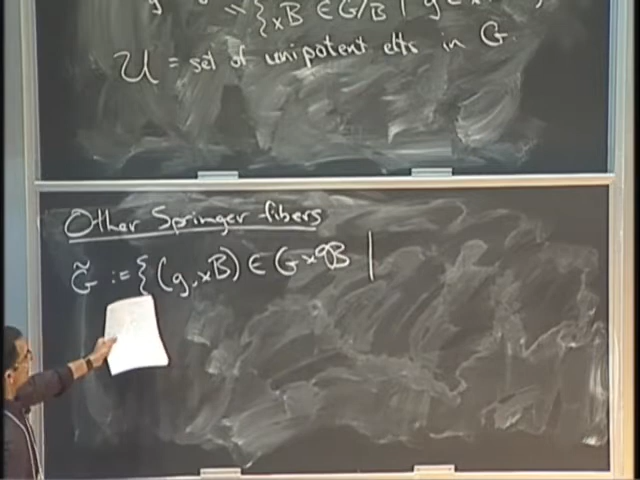 {xB ∈ G/B | g
𝒰 = set of unipotent elts in G.
Other Springer fibers
G̃ := { (g, xB) ∈ G ×